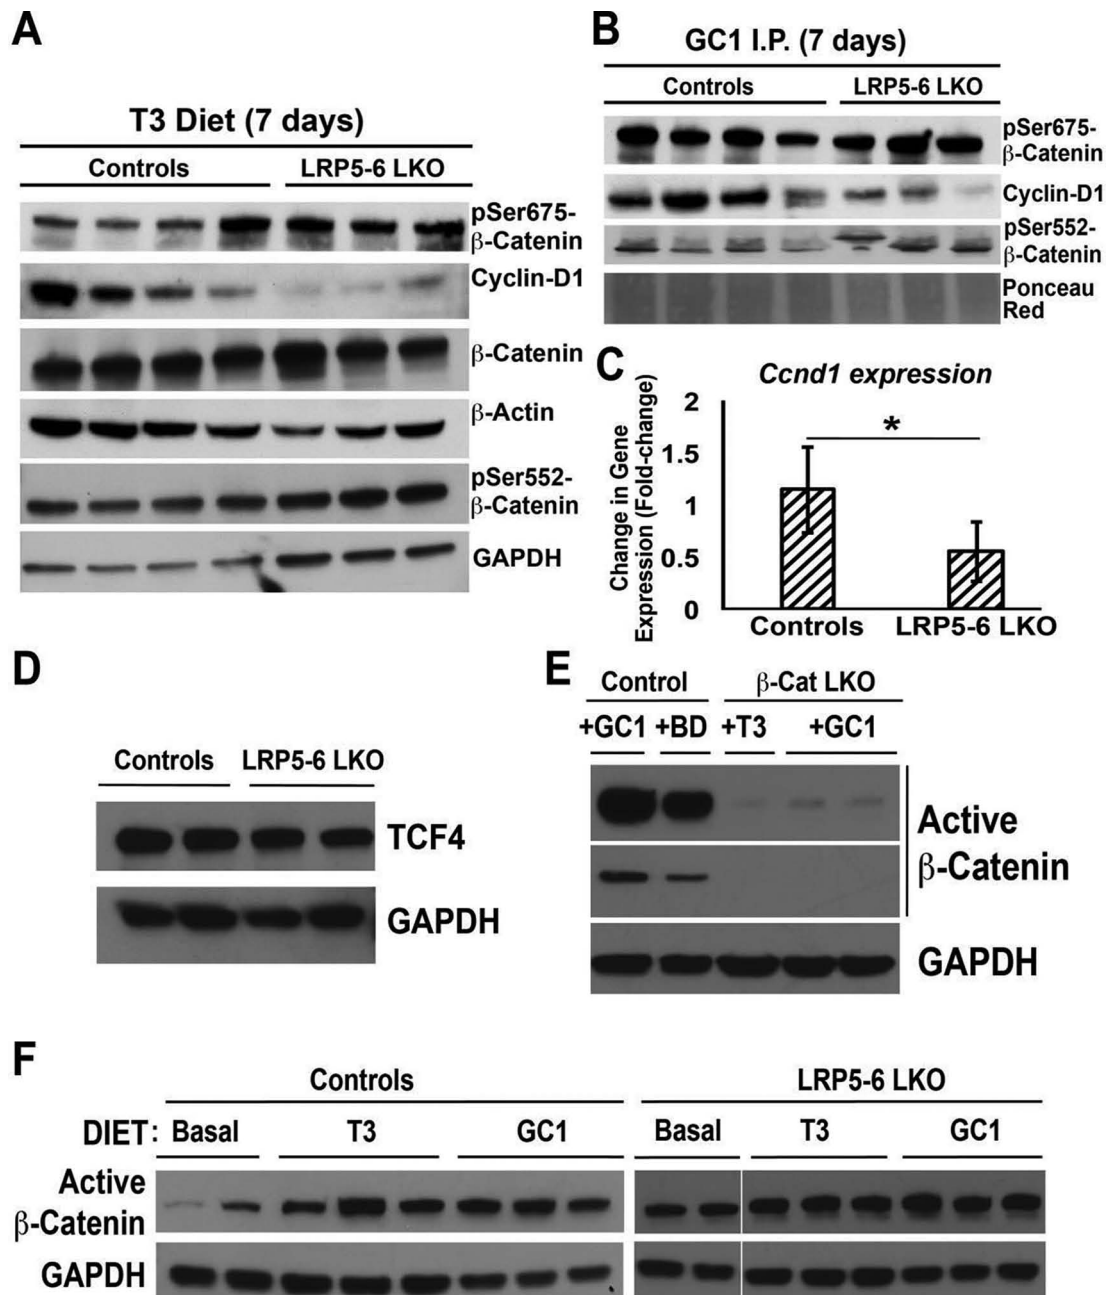 A
T3 Diet (7 days)
Controls LRP5-6 LKO
pSer675-
β-Catenin
Cyclin-D1
β-Catenin
β-Actin
pSer552-
β-Catenin
GAPDH
B
GC1 I.P. (7 days)
Controls LRP5-6 LKO
pSer675-
β-Catenin
Cyclin-D1
pSer552-
β-Catenin
Ponceau
Red
C
Ccnd1 expression
Change in Gene
Expression (Fold-change)
2
1.5
1
0.5
0
*
Controls LRP5-6 LKO
D
Controls LRP5-6 LKO
TCF4
GAPDH
E
Control β-Cat LKO
+GC1 +BD +T3 +GC1
Active
β-Catenin
GAPDH
F
Controls LRP5-6 LKO
DIET: Basal T3 GC1 Basal T3 GC1
Active
β-Catenin
GAPDH